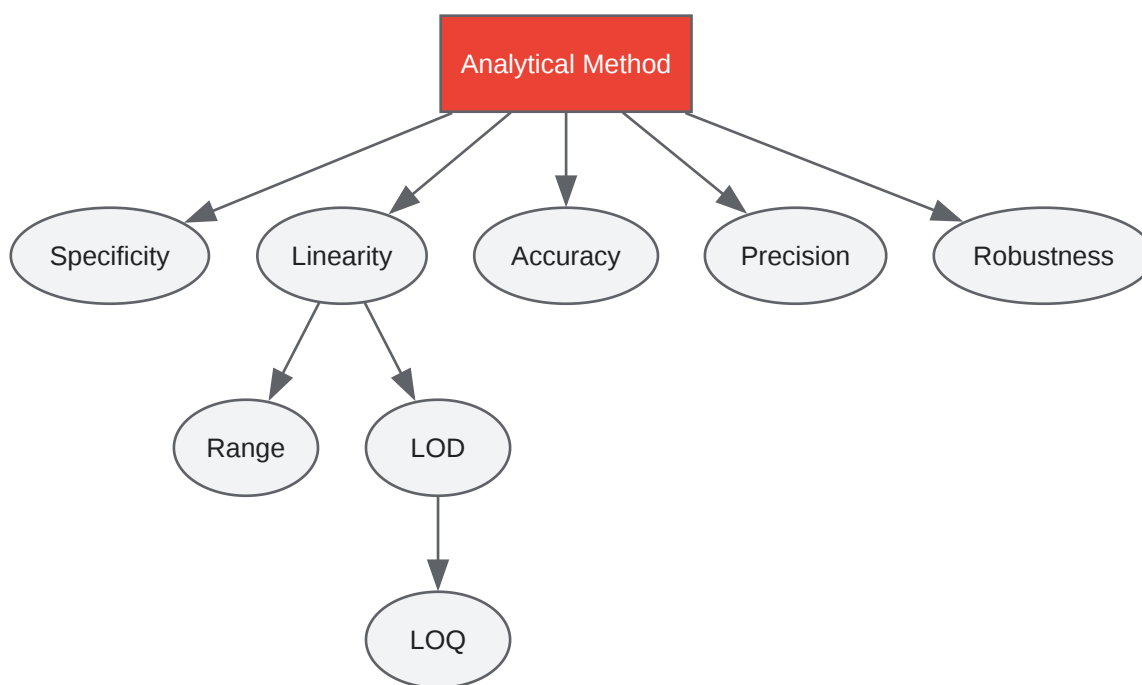 Analytical Method
Specificity
Linearity
Accuracy
Precision
Robustness
Range
LOD
LOQ